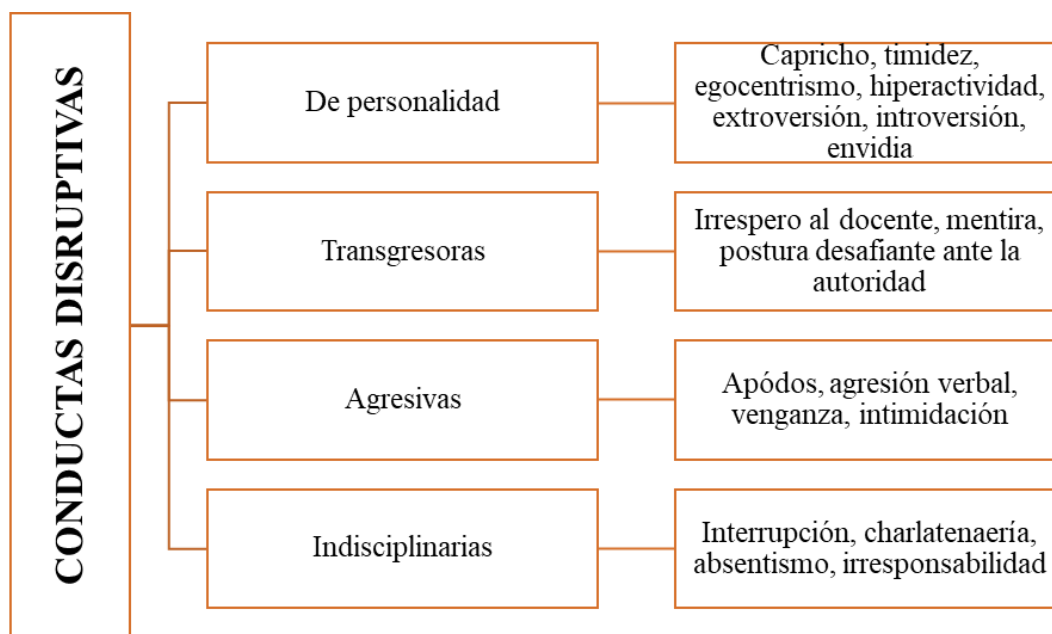 CONDUCTAS DISRUPTIVAS
De personalidad
Capricho, timidez,
egocentrismo, hiperactividad,
extroversión, introversión,
envidia
Transgresoras
Irrespero al docente, mentira,
postura desafiante ante la
autoridad
Agresivas
Apódos, agresión verbal,
venganza, intimidación
Indisciplinarias
Interrupción, charlatenaería,
absentismo, irresponsabilidad